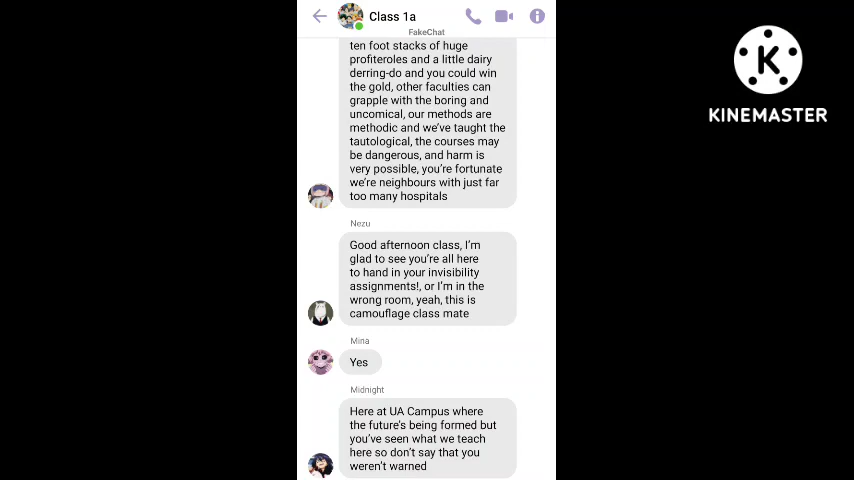 Class 1a
FakeChat
ten foot stacks of huge
profiteroles and a little dairy
derring-do and you could win
the gold, other faculties can
grapple with the boring and
uncomical, our methods are
methodic and we've taught the
tautological, the courses may
be dangerous, and harm is
very possible, you're fortunate
we're neighbours with just far
too many hospitals
Nezu
Good afternoon class, I'm
glad to see you're all here
to hand in your invisibility
assignments!, or I'm in the
wrong room, yeah, this is
camouflage class mate
Mina
Yes
Midnight
Here at UA Campus where
the future's being formed but
you've seen what we teach
here so don't say that you
weren't warned
K
KINEMASTER